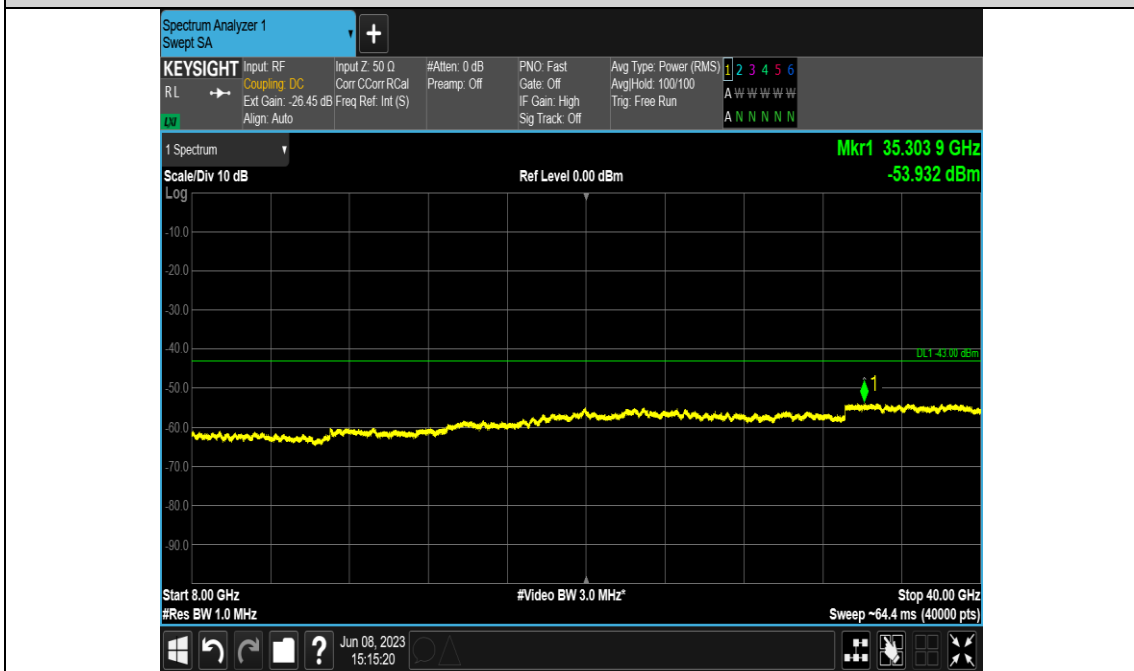 Spectrum Analyzer 1
Swept SA
+
KEYSIGHT
RL
LXI
Input: RF
Coupling: DC
Ext Gain: -26.45 dB
Align: Auto
Input Z: 50 Ω
Corr CCorr RCal
Freq Ref: Int (S)
#Atten: 0 dB
Preamp: Off
PNO: Fast
Gate: Off
IF Gain: High
Sig Track: Off
Avg Type: Power (RMS)
Avg|Hold: 100/100
Trig: Free Run
1 2 3 4 5 6
A W W W W W
A N N N N N
1 Spectrum
Mkr1 35.303 9 GHz
Scale/Div 10 dB
Ref Level 0.00 dBm
-53.932 dBm
Log
-10.0
-20.0
-30.0
-40.0
DL1 -43.00 dBm
-50.0
1
-60.0
-70.0
-80.0
-90.0
Start 8.00 GHz
#Video BW 3.0 MHz*
Stop 40.00 GHz
#Res BW 1.0 MHz
Sweep ~64.4 ms (40000 pts)
?
Jun 08, 2023
15:15:20